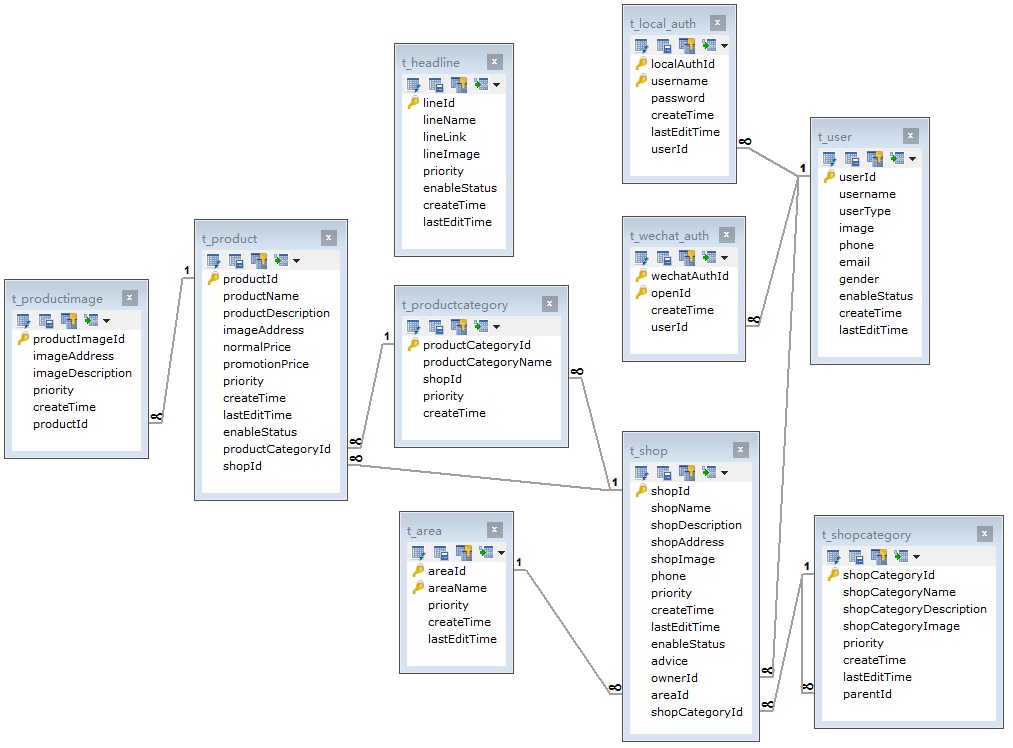 t_local_auth
localAuthId
username
password
createTime
lastEditTime
userId
t_headline
lineId
lineName
lineLink
lineImage
priority
enableStatus
createTime
lastEditTime
t_user
userId
username
userType
image
phone
email
gender
enableStatus
createTime
lastEditTime
t_wechat_auth
wechatAuthId
openId
createTime
userId
t_product
productId
productName
productDescription
imageAddress
normalPrice
promotionPrice
priority
createTime
lastEditTime
enableStatus
productCategoryId
shopId
t_productimage
productImageId
imageAddress
imageDescription
priority
createTime
productId
t_productcategory
productCategoryId
productCategoryName
shopId
priority
createTime
t_shop
shopId
shopName
shopDescription
shopAddress
shopImage
phone
priority
createTime
lastEditTime
enableStatus
advice
ownerId
areaId
shopCategoryId
t_area
areaId
areaName
priority
createTime
lastEditTime
t_shopcategory
shopCategoryId
shopCategoryName
shopCategoryDescription
shopCategoryImage
priority
createTime
lastEditTime
parentId
1
∞
1
∞
1
∞
∞
1
∞
∞
∞
1
∞
1
∞
∞